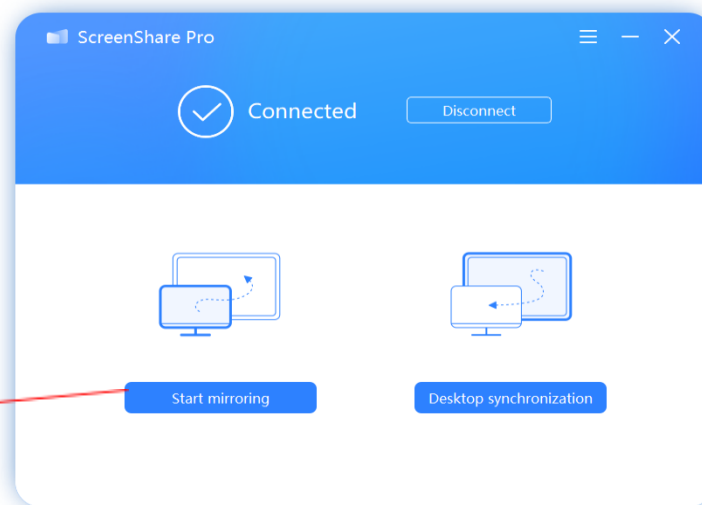 ScreenShare Pro
Connected
Disconnect
Start mirroring
Desktop synchronization